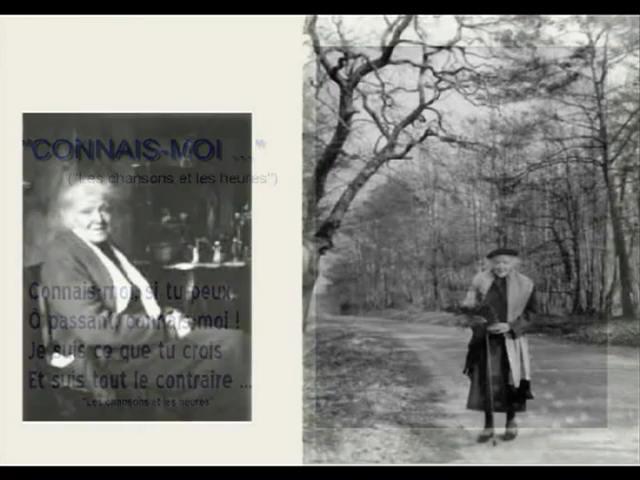 "CONNAIS-MOI ..."
("Les chansons et les heures")
Connais-moi, si tu peux,
Ô passant, connais-moi !
Je suis ce que tu crois
Et suis tout le contraire ...
"Les chansons et les heures"